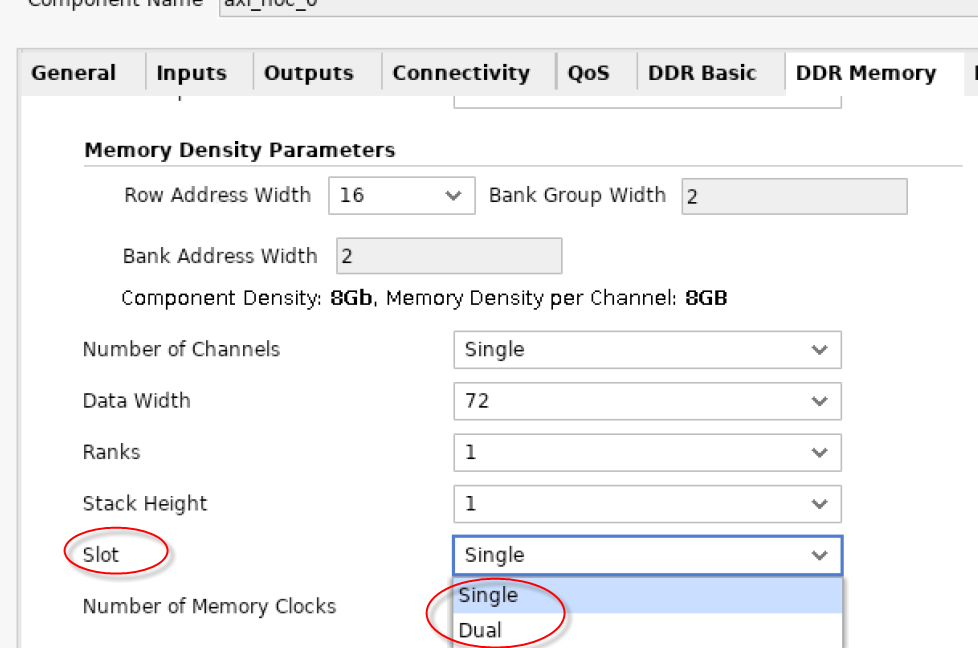 Component Name axi_noc_0
General Inputs Outputs Connectivity QoS DDR Basic DDR Memory
Memory Density Parameters
Row Address Width 16 Bank Group Width 2
Bank Address Width 2
Component Density: 8Gb, Memory Density per Channel: 8GB
Number of Channels Single
Data Width 72
Ranks 1
Stack Height 1
Slot Single
Single
Number of Memory Clocks
Dual